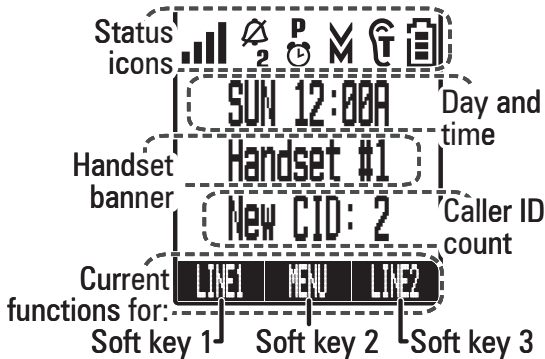 Status
icons
2
P
T
SUN 12:00A
Day and
time
Handset #1
Handset
banner
New CID: 2
Caller ID
count
Current
functions for:
LINE1 MENU LINE2
Soft key 1 Soft key 2 Soft key 3